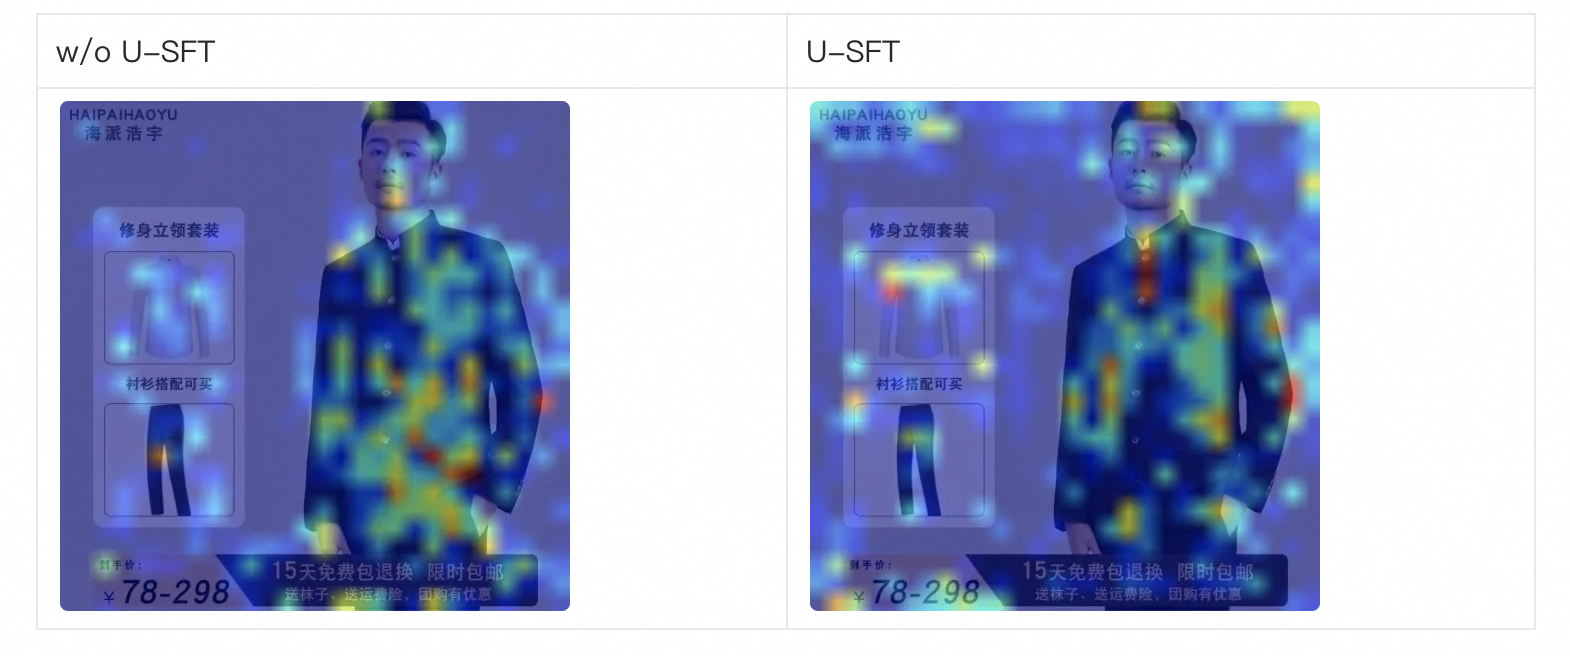 w/o U-SFT
U-SFT
HAIPAIHAOYU
海派浩宇
修身立领套装
衬衫搭配可买
到手价：
￥78-298
15天免费包退换 限时包邮
送袜子、送运费险，团购有优惠
HAIPAIHAOYU
海派浩宇
修身立领套装
衬衫搭配可买
到手价：
￥78-298
15天免费包退换 限时包邮
送袜子、送运费险，团购有优惠